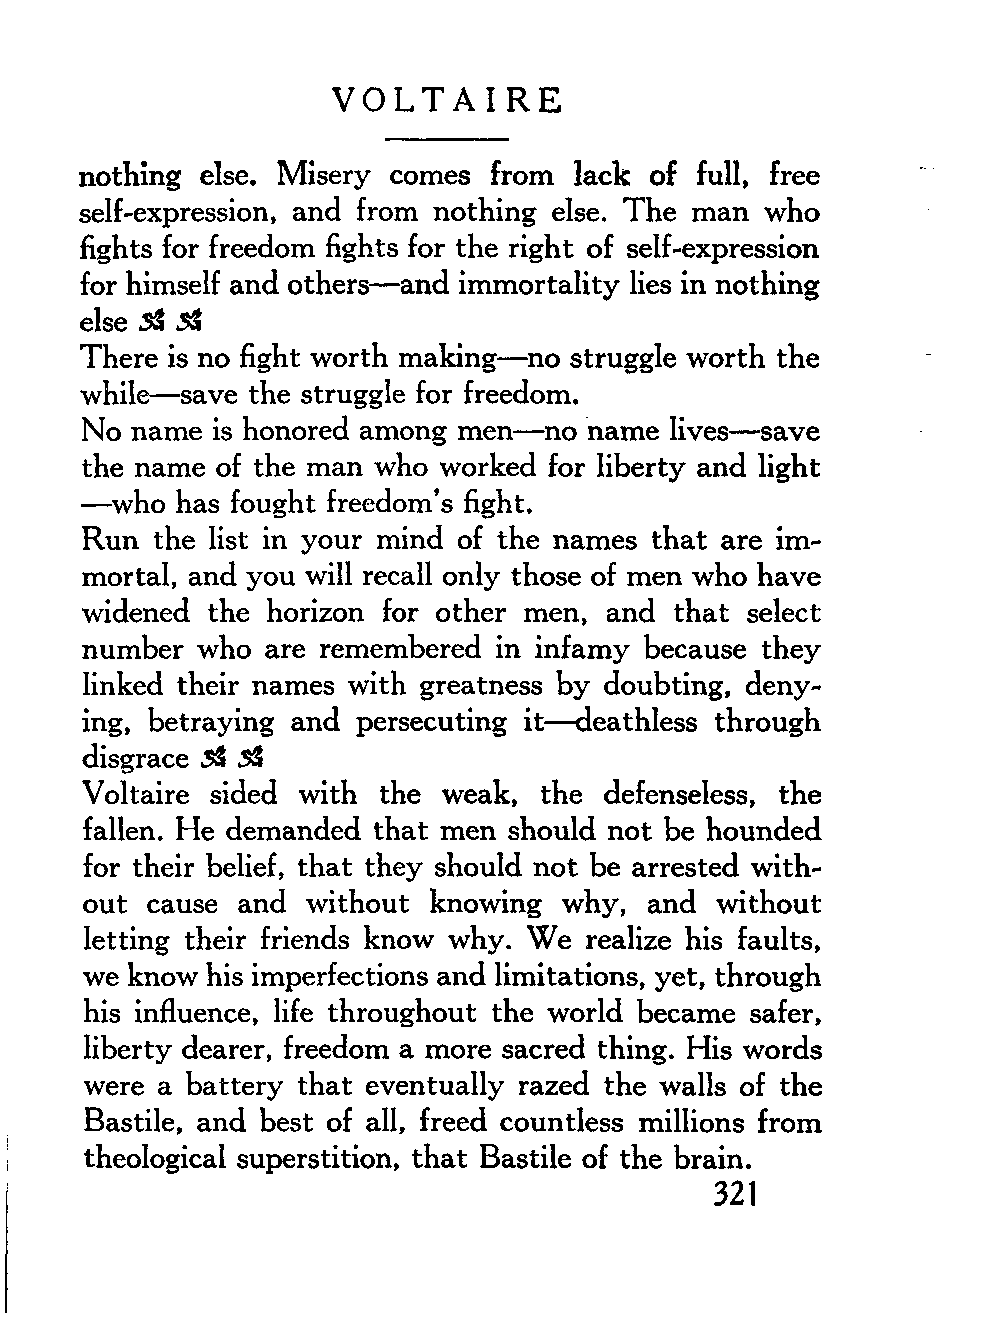 VOLTAIRE
nothing else. Misery comes from lack of full, free
self-expression, and from nothing else. The man who
fights for freedom fights for the right of self-expression
for himself and others—and immortality lies in nothing
else
There is no fight worth making—no struggle worth the
while—save the struggle for freedom.
No name is honored among men—no name lives—save
the name of the man who worked for liberty and light
—who has fought freedom's fight.
Run the list in your mind of the names that are im-
mortal, and you will recall only those of men who have
widened the horizon for other men, and that select
number who are remembered in infamy because they
linked their names with greatness by doubting, deny-
ing, betraying and persecuting it—deathless through
disgrace
Voltaire sided with the weak, the defenseless, the
fallen. He demanded that men should not be hounded
for their belief, that they should not be arrested with-
out cause and without knowing why, and without
letting their friends know why. We realize his faults,
we know his imperfections and limitations, yet, through
his influence, life throughout the world became safer,
liberty dearer, freedom a more sacred thing. His words
were a battery that eventually razed the walls of the
Bastile, and best of all, freed countless millions from
theological superstition, that Bastile of the brain.
321